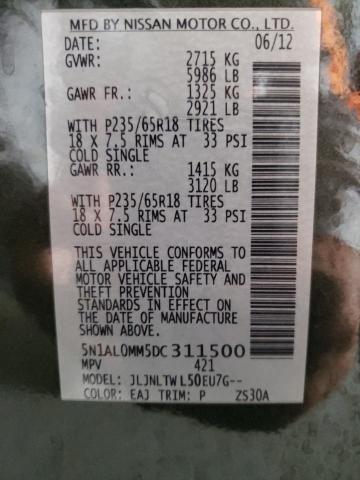 MFD BY NISSAN MOTOR CO., LTD.
DATE: 06/12
GVWR: 2715 KG
5986 LB
GAWR FR.: 1325 KG
2921 LB
WITH P235/65R18 TIRES
18 X 7.5 RIMS AT 33 PSI
COLD SINGLE
GAWR RR.: 1415 KG
3120 LB
WITH P235/65R18 TIRES
18 X 7.5 RIMS AT 33 PSI
COLD SINGLE
THIS VEHICLE CONFORMS TO
ALL APPLICABLE FEDERAL
MOTOR VEHICLE SAFETY AND
THEFT PREVENTION
STANDARDS IN EFFECT ON
THE DATE OF MANUFACTURE
SHOWN ABOVE.
5N1AL0MM5DC311500
MPV 421
MODEL: JLJNLTW L50EU7G--
COLOR: EAJ TRIM: P ZS30A